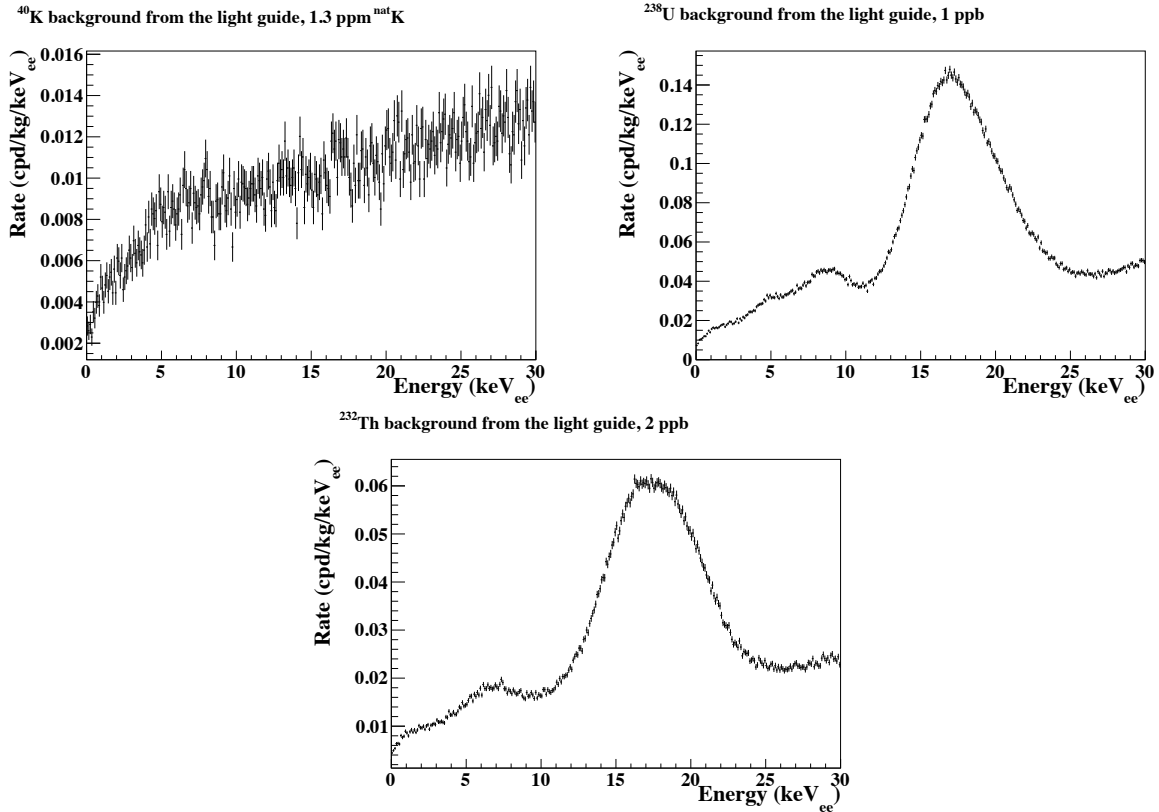 ⁴⁰K background from the light guide, 1.3 ppm ⁿᵃᵗK
Rate (cpd/kg/keVₑₑ)
0.016
0.014
0.012
0.01
0.008
0.006
0.004
0.002
0 5 10 15 20 25 30
Energy (keVₑₑ)
²³⁸U background from the light guide, 1 ppb
Rate (cpd/kg/keVₑₑ)
0.14
0.12
0.1
0.08
0.06
0.04
0.02
0
0 5 10 15 20 25 30
Energy (keVₑₑ)
²³²Th background from the light guide, 2 ppb
Rate (cpd/kg/keVₑₑ)
0.06
0.05
0.04
0.03
0.02
0.01
0 5 10 15 20 25 30
Energy (keVₑₑ)